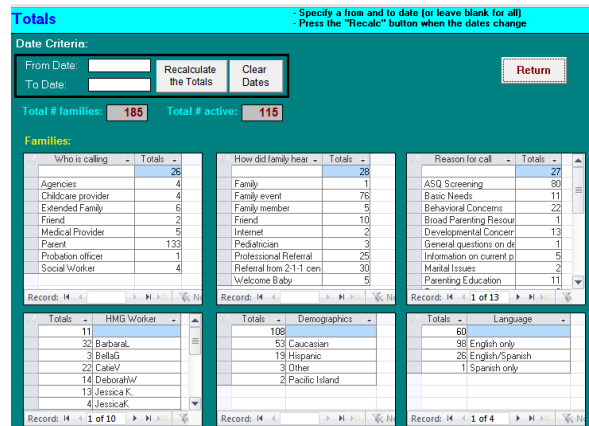 Totals
- Specify a from and to date (or leave blank for all)
- Press the "Recalc" button when the dates change
Date Criteria:
From Date:
To Date:
Recalculate the Totals
Clear Dates
Return
Total # families: 185 Total # active: 115
Families:
Who is calling Totals
26
Agencies 4
Childcare provider 4
Extended Family 6
Friend 2
Medical Provider 5
Parent 133
Probation officer 1
Social Worker 4
Record:
How did family hear Totals
28
Family 1
Family event 76
Family member 5
Friend 10
Internet 2
Pediatrician 3
Professional Referral 25
Referral from 2-1-1 cen 30
Welcome Baby 5
Record:
Reason for call Totals
27
ASQ Screening 80
Basic Needs 11
Behavioral Concerns 22
Broad Parenting Resour 1
Developmental Concern 13
General questions on de 1
Information on current p 5
Marital Issues 2
Parenting Education 11
Record: 1 of 13
Totals HMG Worker
11
32 BarbaraL
3 BellaG
22 CatieV
14 DeborahW
13 Jessica K.
4 JessicaK
Record: 1 of 10
Totals Demographics
108
53 Caucasian
19 Hispanic
3 Other
2 Pacific Island
Record:
Totals Language
60
98 English only
26 English/Spanish
1 Spanish only
Record: 1 of 4